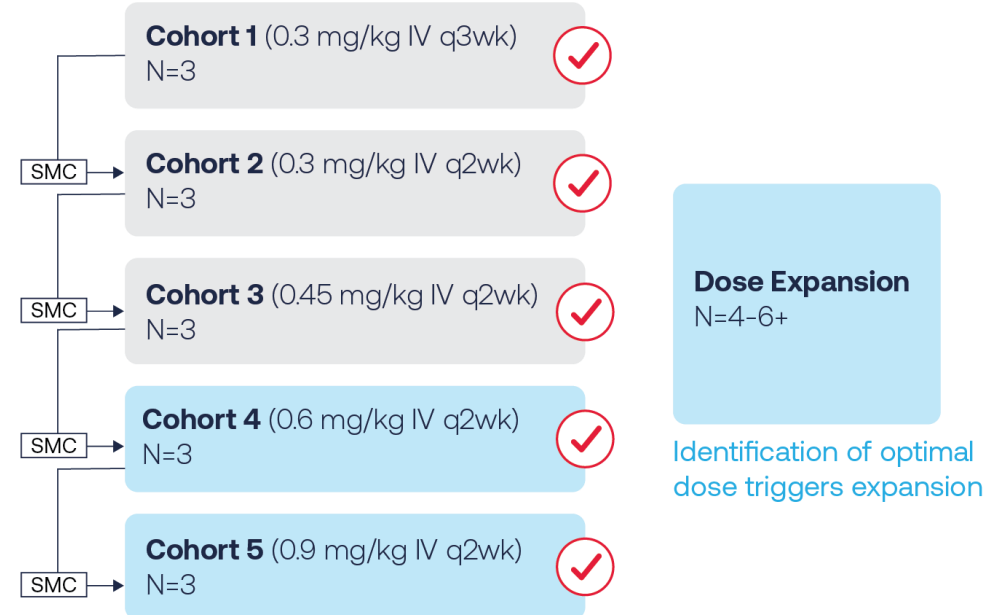 Cohort 1 (0.3 mg/kg IV q3wk)
N=3
SMC
Cohort 2 (0.3 mg/kg IV q2wk)
N=3
SMC
Cohort 3 (0.45 mg/kg IV q2wk)
N=3
SMC
Cohort 4 (0.6 mg/kg IV q2wk)
N=3
SMC
Cohort 5 (0.9 mg/kg IV q2wk)
N=3
Dose Expansion
N=4-6+
Identification of optimal
dose triggers expansion